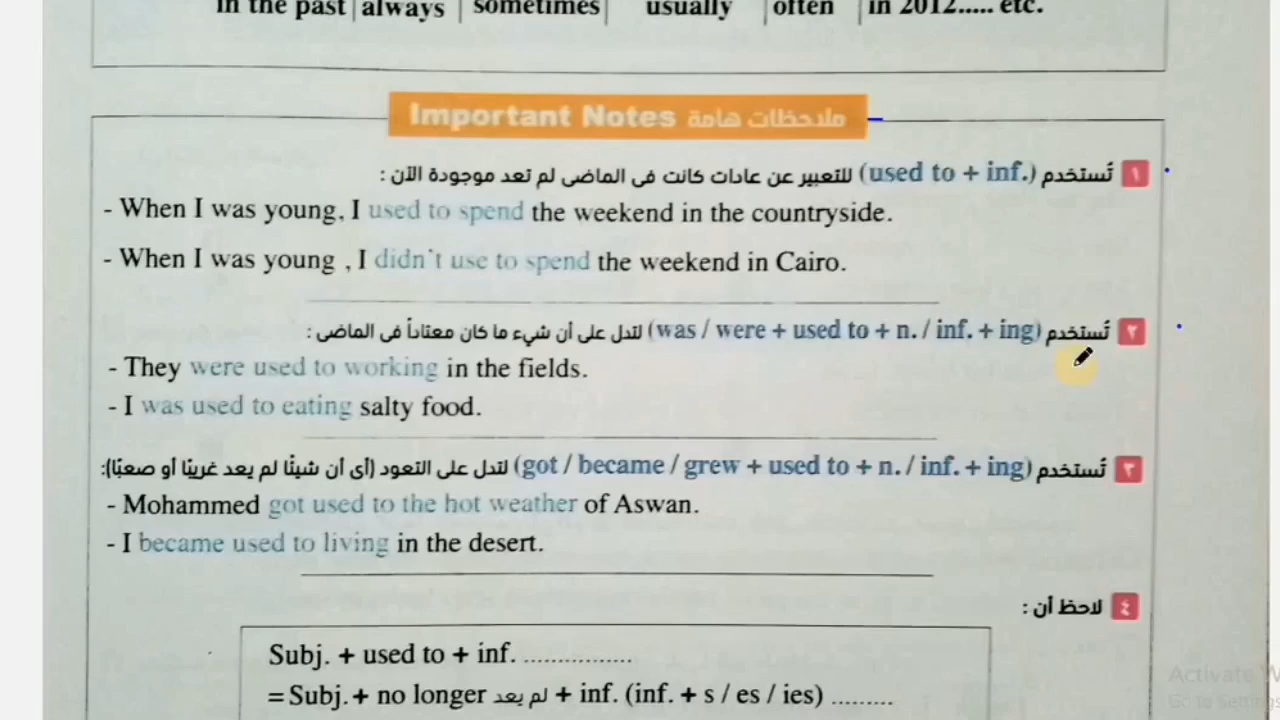 in the past always sometimes usually often in 2012..... etc.
Important Notes ملاحظات هامة
١ تُستخدم (used to + inf.) للتعبير عن عادات كانت فى الماضى لم تعد موجودة الآن :
- When I was young, I used to spend the weekend in the countryside.
- When I was young , I didn't use to spend the weekend in Cairo.
٢ تُستخدم (was / were + used to + n. / inf. + ing) لتدل على أن شيء ما كان معتاداً فى الماضى :
- They were used to working in the fields.
- I was used to eating salty food.
٣ تُستخدم (got / became / grew + used to + n. / inf. + ing) لتدل على التعود (أى أن شيئًا لم يعد غريبًا أو صعبًا):
- Mohammed got used to the hot weather of Aswan.
- I became used to living in the desert.
٤ لاحظ أن :
Subj. + used to + inf. .................
= Subj. + no longer لم يعد + inf. (inf. + s / es / ies) .........
Activate W
Go to Settings